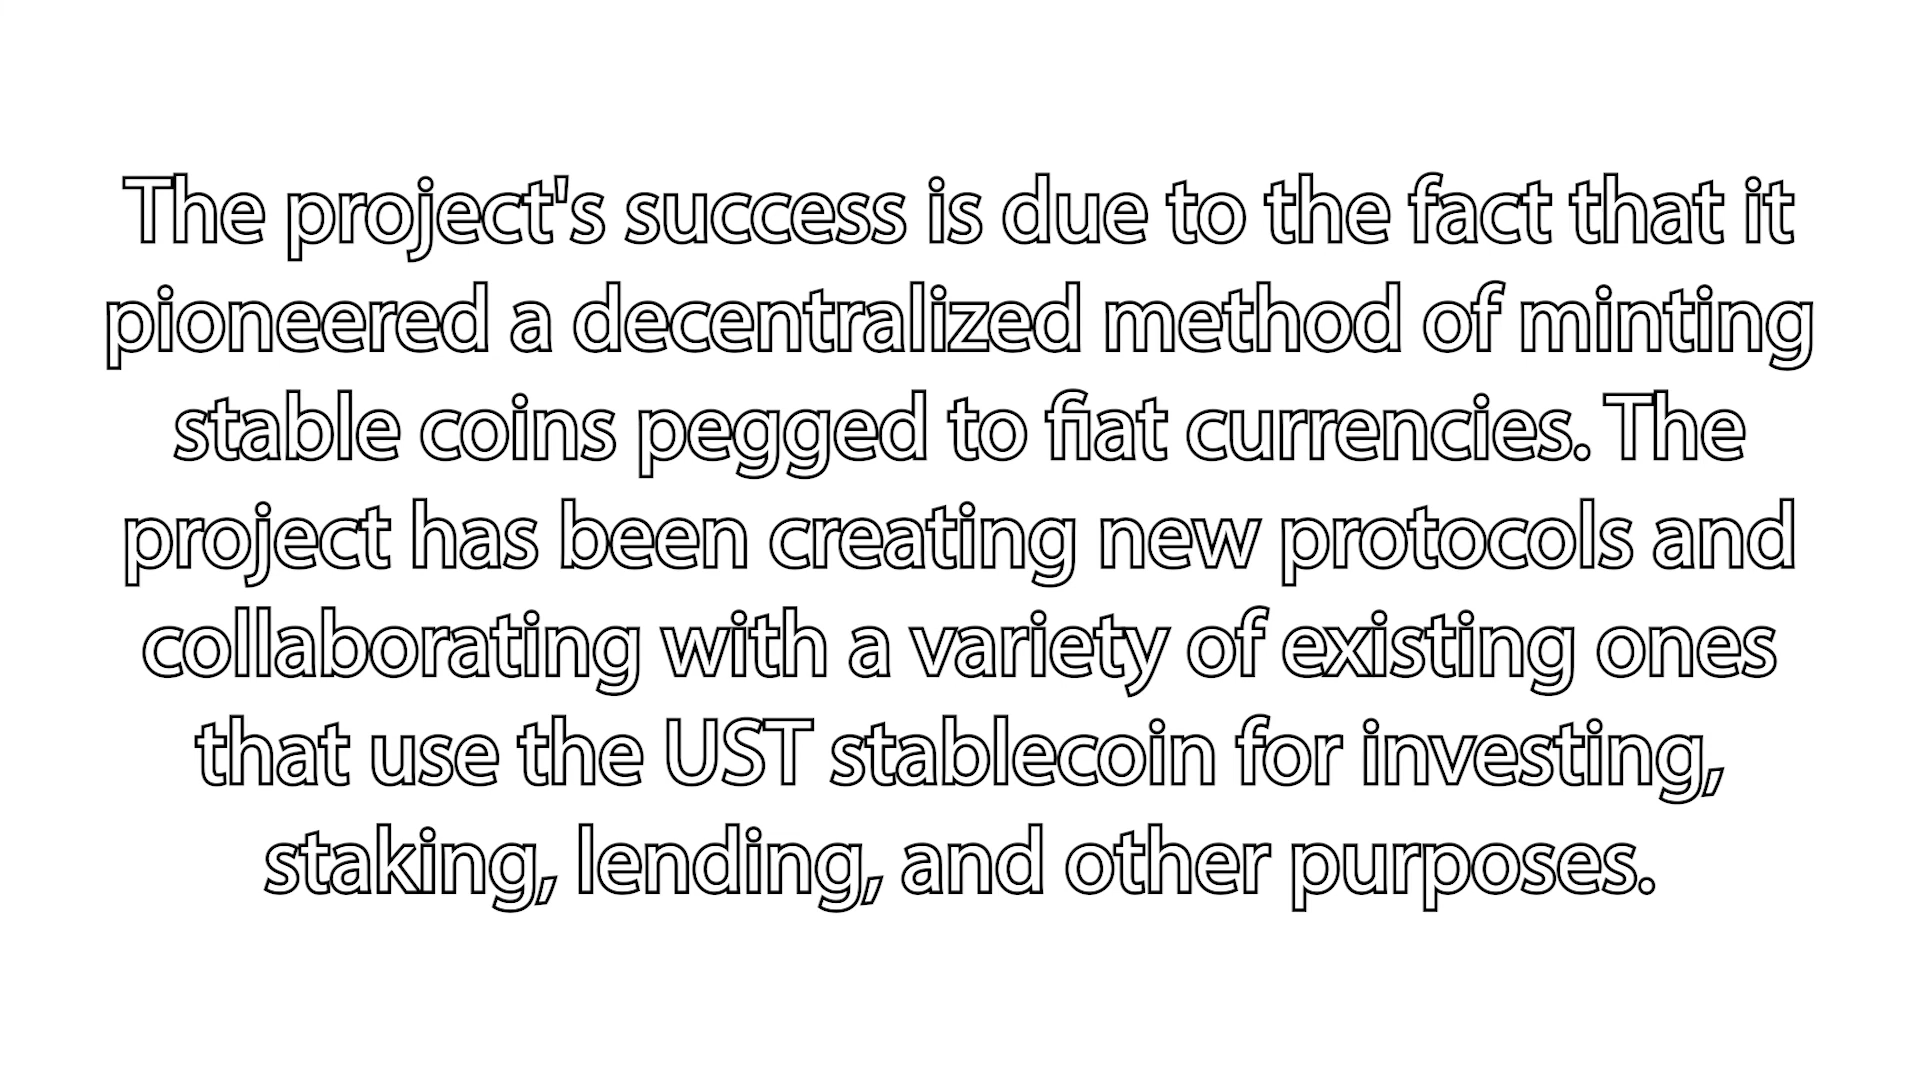 The project's success is due to the fact that it
pioneered a decentralized method of minting
stable coins pegged to fiat currencies. The
project has been creating new protocols and
collaborating with a variety of existing ones
that use the UST stablecoin for investing,
staking, lending, and other purposes.